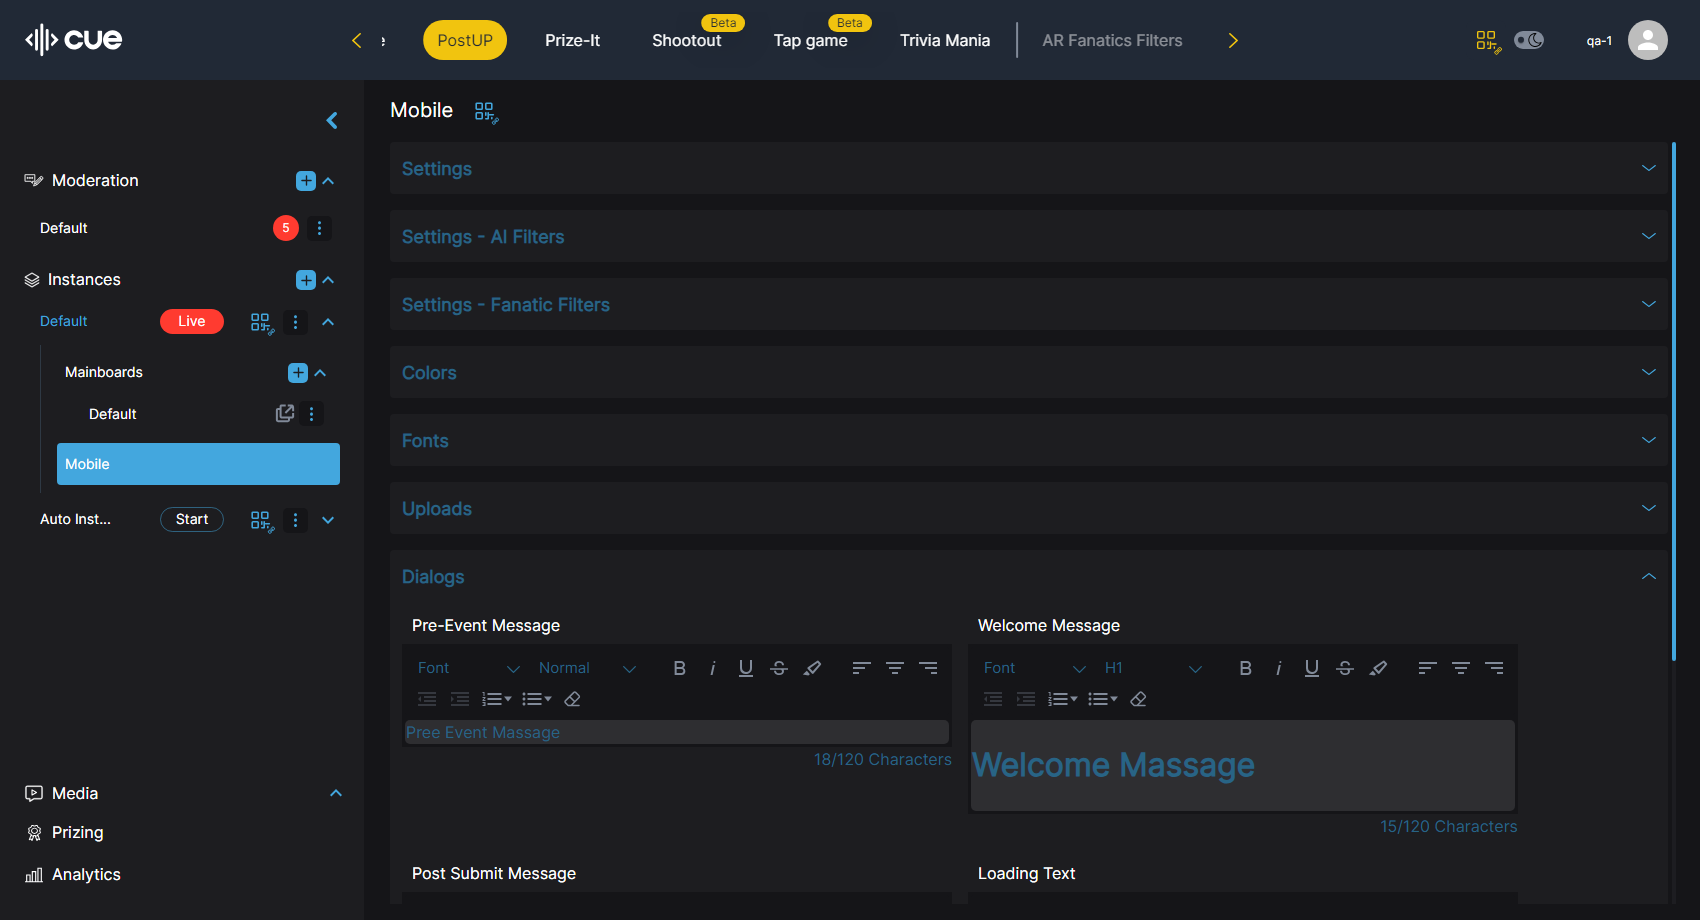 cue
e
PostUP
Prize-It
Beta
Shootout
Beta
Tap game
Trivia Mania
AR Fanatics Filters
qa-1
Moderation
Default
5
Instances
Default
Live
Mainboards
Default
Mobile
Auto Inst...
Start
Media
Prizing
Analytics
Mobile
Settings
Settings - AI Filters
Settings - Fanatic Filters
Colors
Fonts
Uploads
Dialogs
Pre-Event Message
Font
Normal
B i U S
Pree Event Massage
18/120 Characters
Welcome Message
Font
H1
B i U S
Welcome Massage
15/120 Characters
Post Submit Message
Loading Text